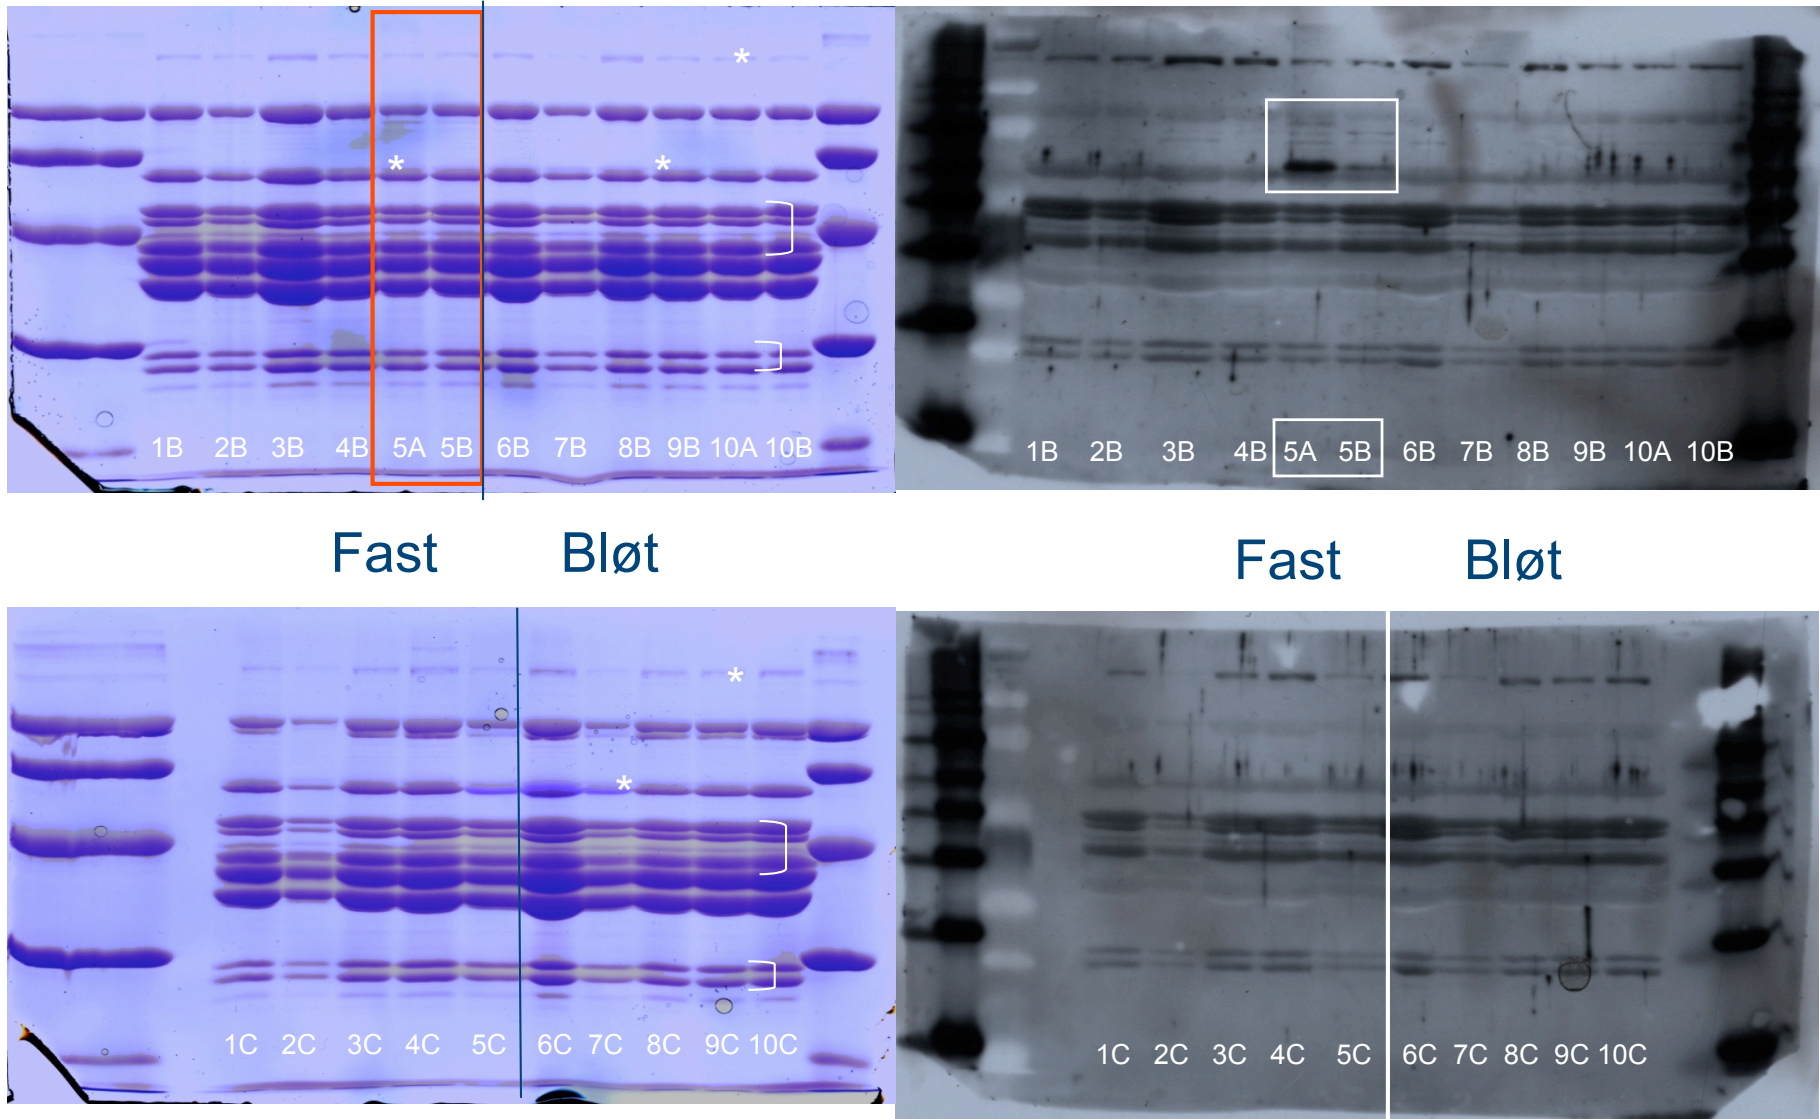 *
* *
1B 2B 3B 4B 5A 5B 6B 7B 8B 9B 10A 10B
1B 2B 3B 4B 5A 5B 6B 7B 8B 9B 10A 10B
Fast Bløt
Fast Bløt
*
*
1C 2C 3C 4C 5C 6C 7C 8C 9C 10C
1C 2C 3C 4C 5C 6C 7C 8C 9C 10C